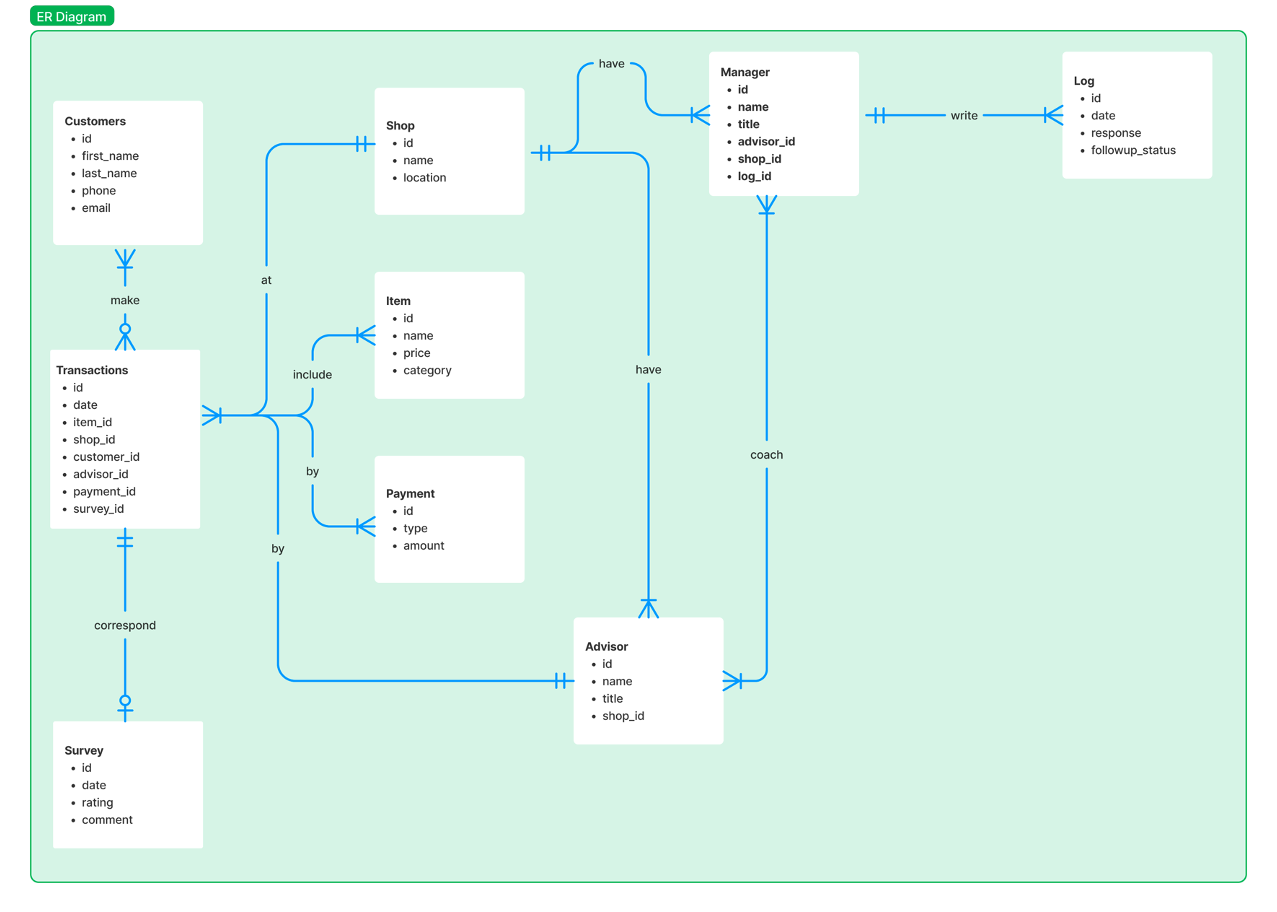 ER Diagram
Customers
id
first_name
last_name
phone
email
make
Transactions
id
date
item_id
shop_id
customer_id
advisor_id
payment_id
survey_id
correspond
Survey
id
date
rating
comment
at
include
by
by
Shop
id
name
location
Item
id
name
price
category
Payment
id
type
amount
have
have
Manager
id
name
title
advisor_id
shop_id
log_id
write
Log
id
date
response
followup_status
coach
Advisor
id
name
title
shop_id